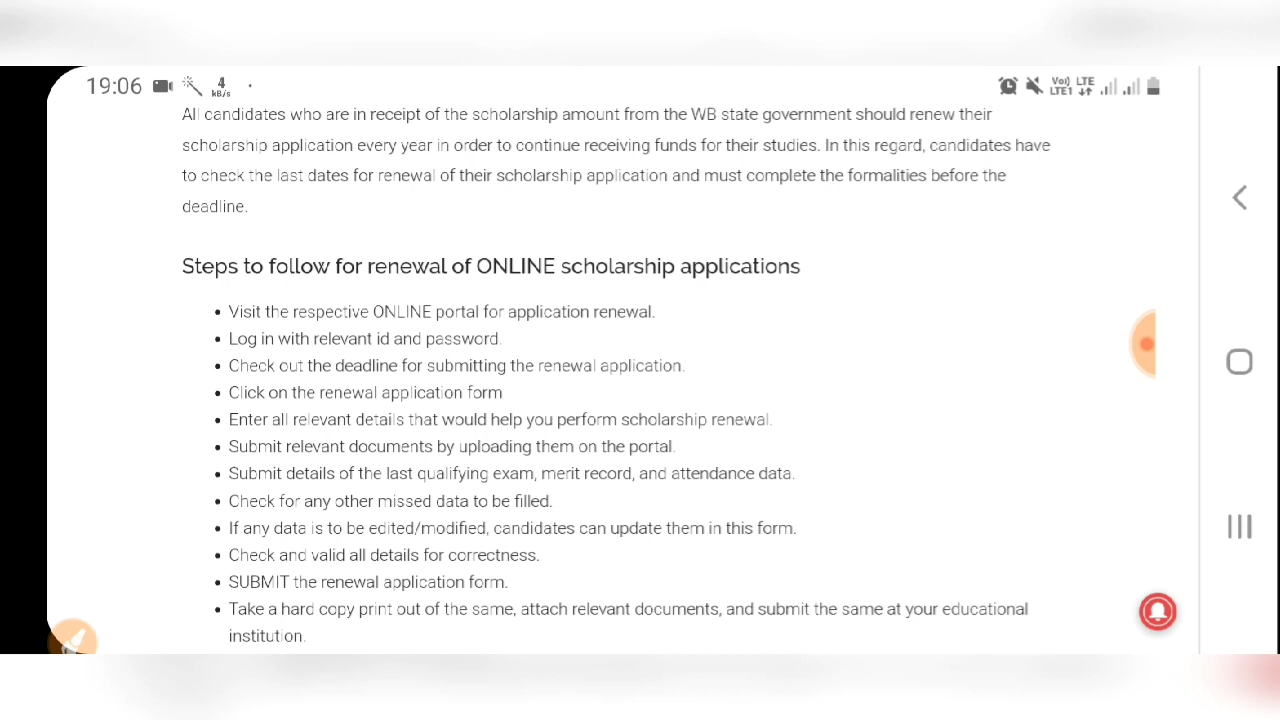 19:06
4
kB/s
Vo)) LTE
LTE1
All candidates who are in receipt of the scholarship amount from the WB state government should renew their
scholarship application every year in order to continue receiving funds for their studies. In this regard, candidates have
to check the last dates for renewal of their scholarship application and must complete the formalities before the
deadline.
Steps to follow for renewal of ONLINE scholarship applications
• Visit the respective ONLINE portal for application renewal.
• Log in with relevant id and password.
• Check out the deadline for submitting the renewal application.
• Click on the renewal application form
• Enter all relevant details that would help you perform scholarship renewal.
• Submit relevant documents by uploading them on the portal.
• Submit details of the last qualifying exam, merit record, and attendance data.
• Check for any other missed data to be filled.
• If any data is to be edited/modified, candidates can update them in this form.
• Check and valid all details for correctness.
• SUBMIT the renewal application form.
• Take a hard copy print out of the same, attach relevant documents, and submit the same at your educational
institution.